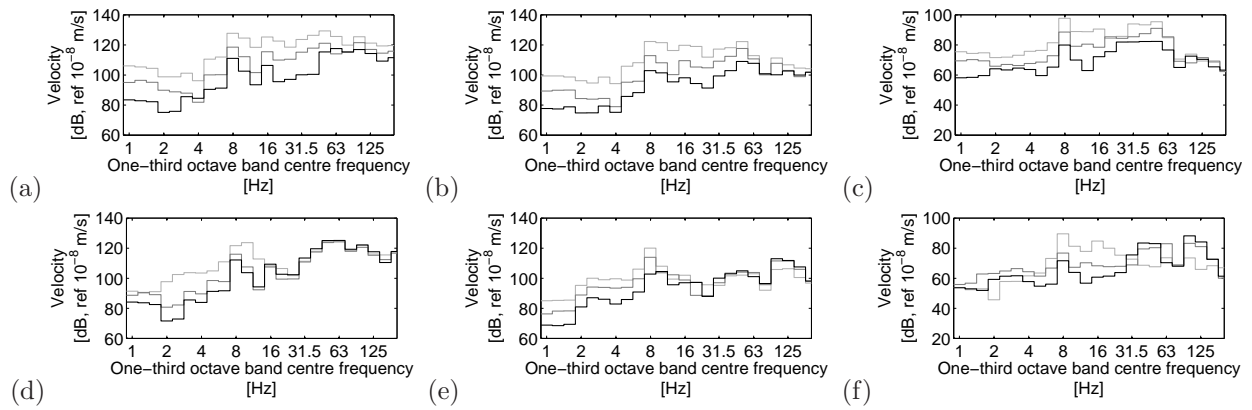 140
120
100
80
60
1 2 4 8 16 31.5 63 125
Velocity
[dB, ref 10⁻⁸ m/s]
One−third octave band centre frequency
[Hz]
(a)
140
120
100
80
60
1 2 4 8 16 31.5 63 125
Velocity
[dB, ref 10⁻⁸ m/s]
One−third octave band centre frequency
[Hz]
(b)
100
80
60
40
20
1 2 4 8 16 31.5 63 125
Velocity
[dB, ref 10⁻⁸ m/s]
One−third octave band centre frequency
[Hz]
(c)
140
120
100
80
60
1 2 4 8 16 31.5 63 125
Velocity
[dB, ref 10⁻⁸ m/s]
One−third octave band centre frequency
[Hz]
(d)
140
120
100
80
60
1 2 4 8 16 31.5 63 125
Velocity
[dB, ref 10⁻⁸ m/s]
One−third octave band centre frequency
[Hz]
(e)
100
80
60
40
20
1 2 4 8 16 31.5 63 125
Velocity
[dB, ref 10⁻⁸ m/s]
One−third octave band centre frequency
[Hz]
(f)